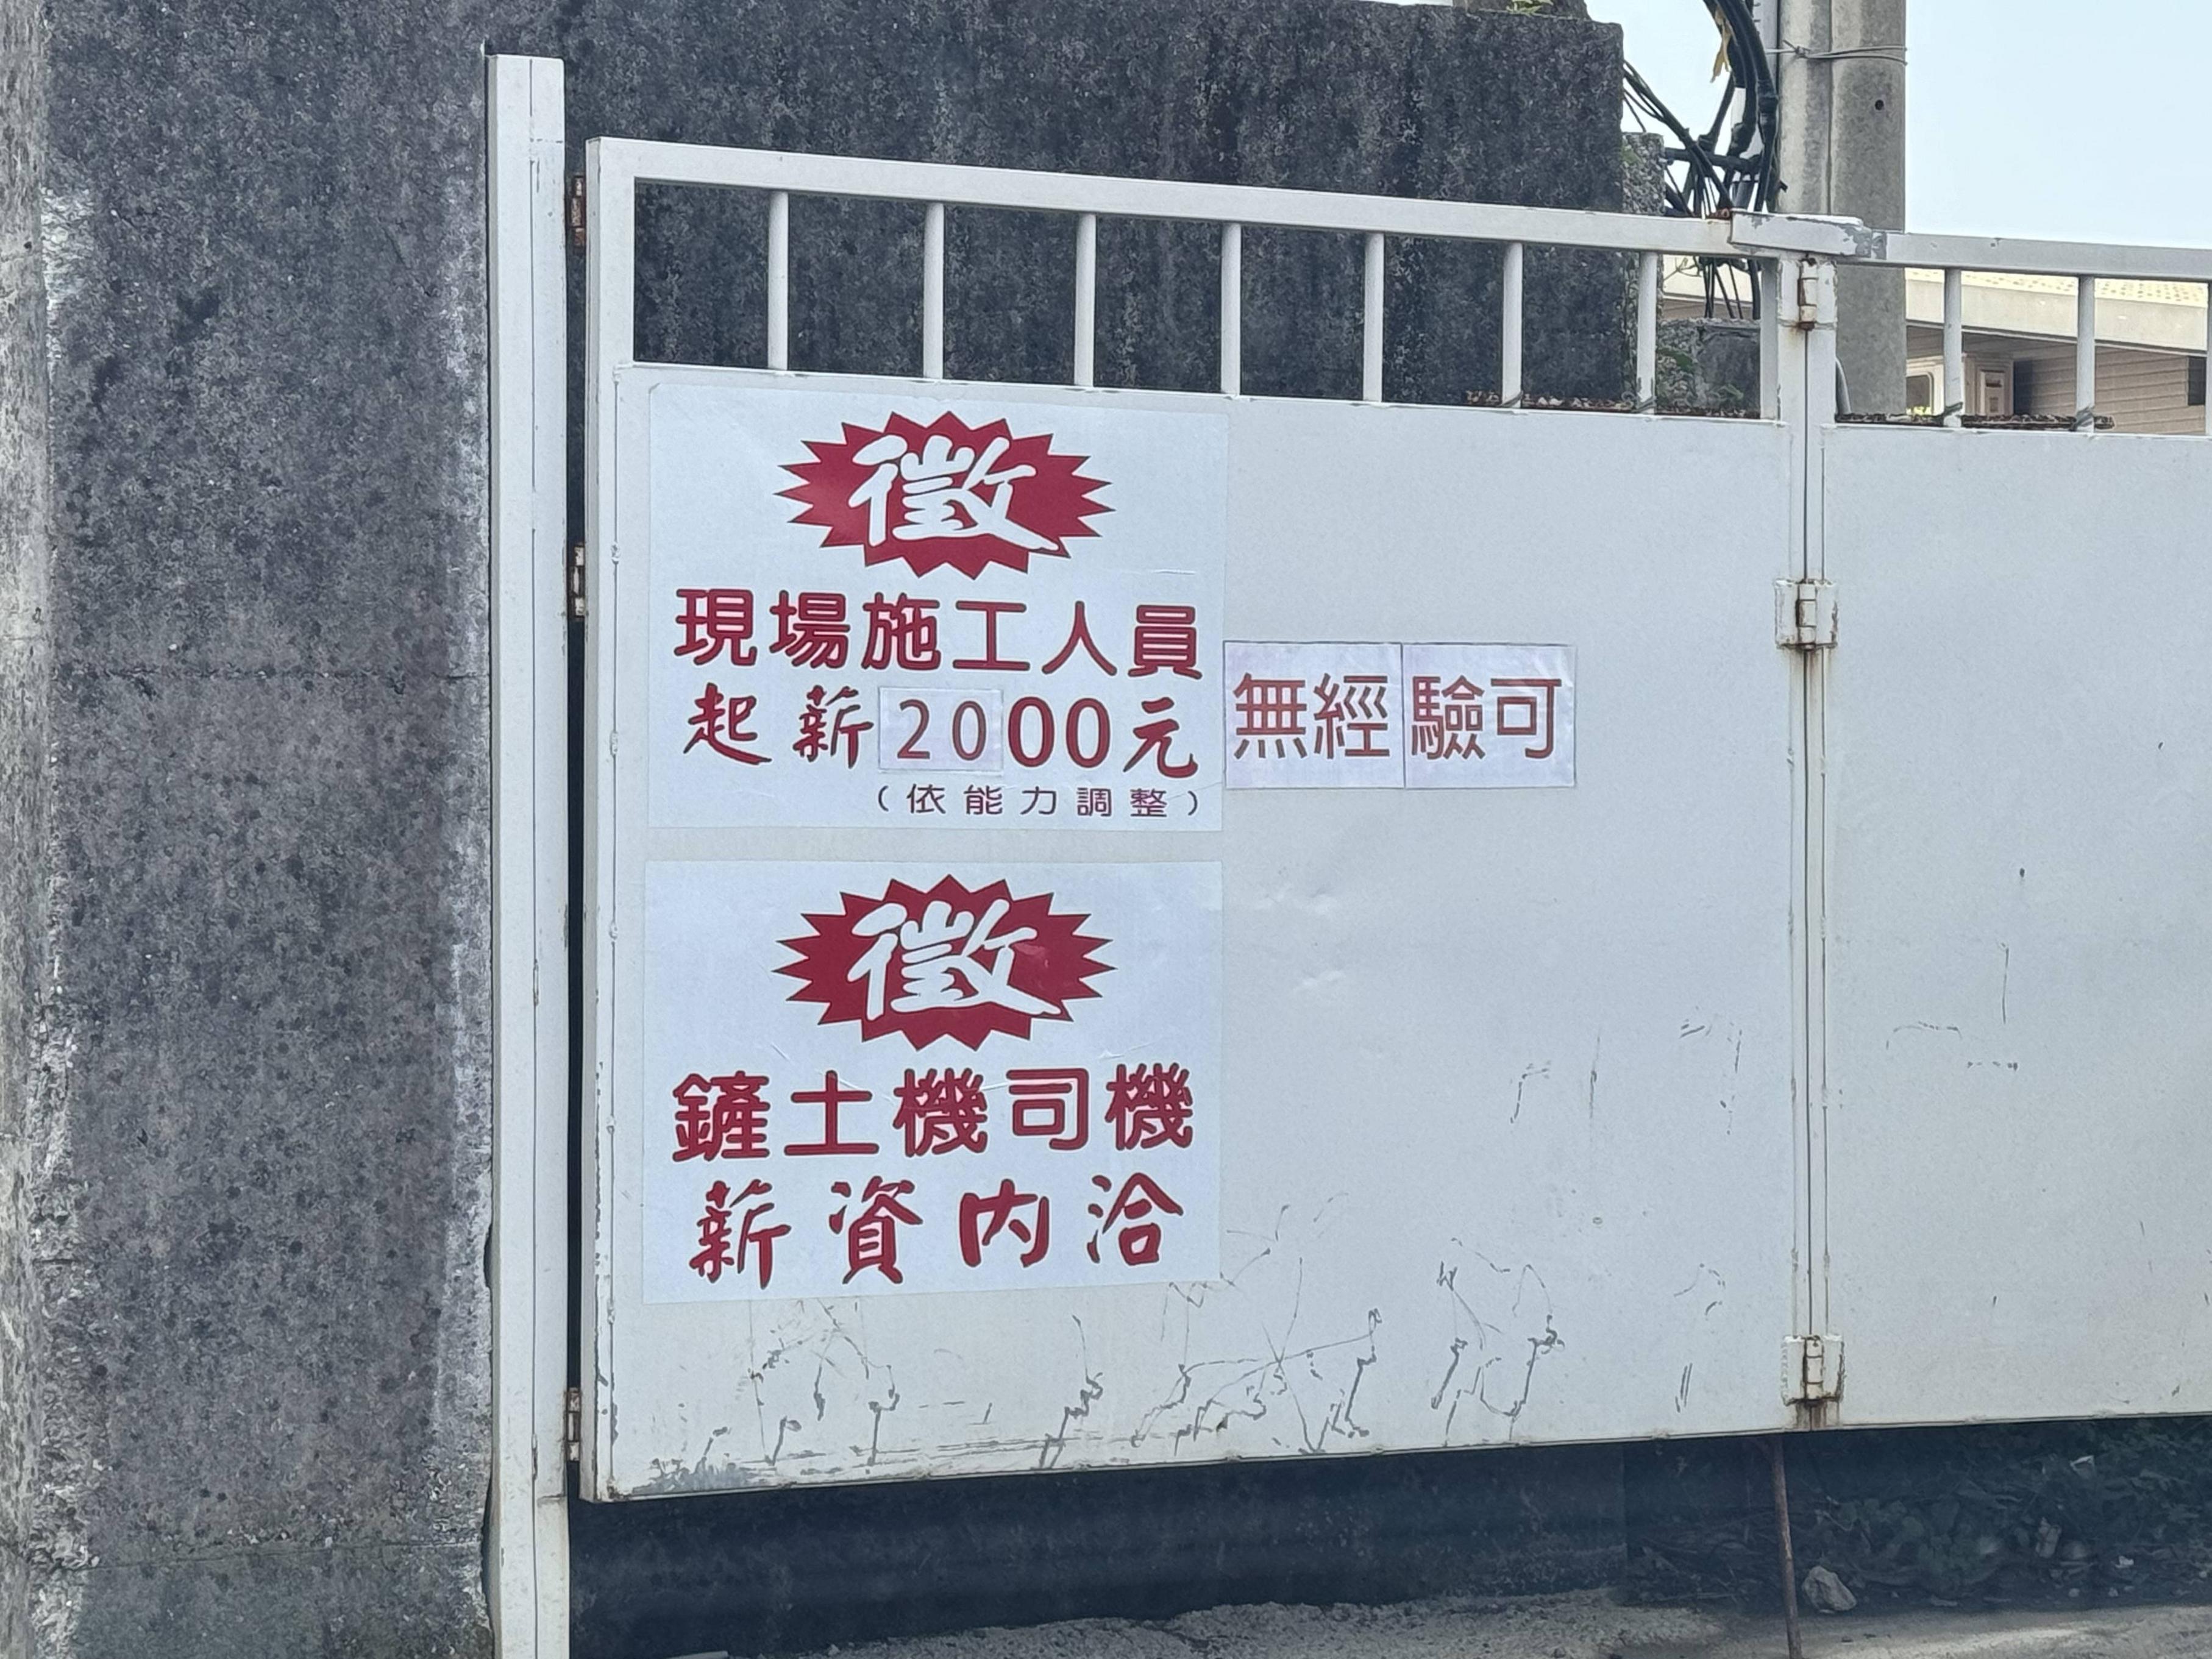 徵
現場施工人員
起薪2000元
無經驗可
（依能力調整）
徵
鏟土機司機
薪資內洽